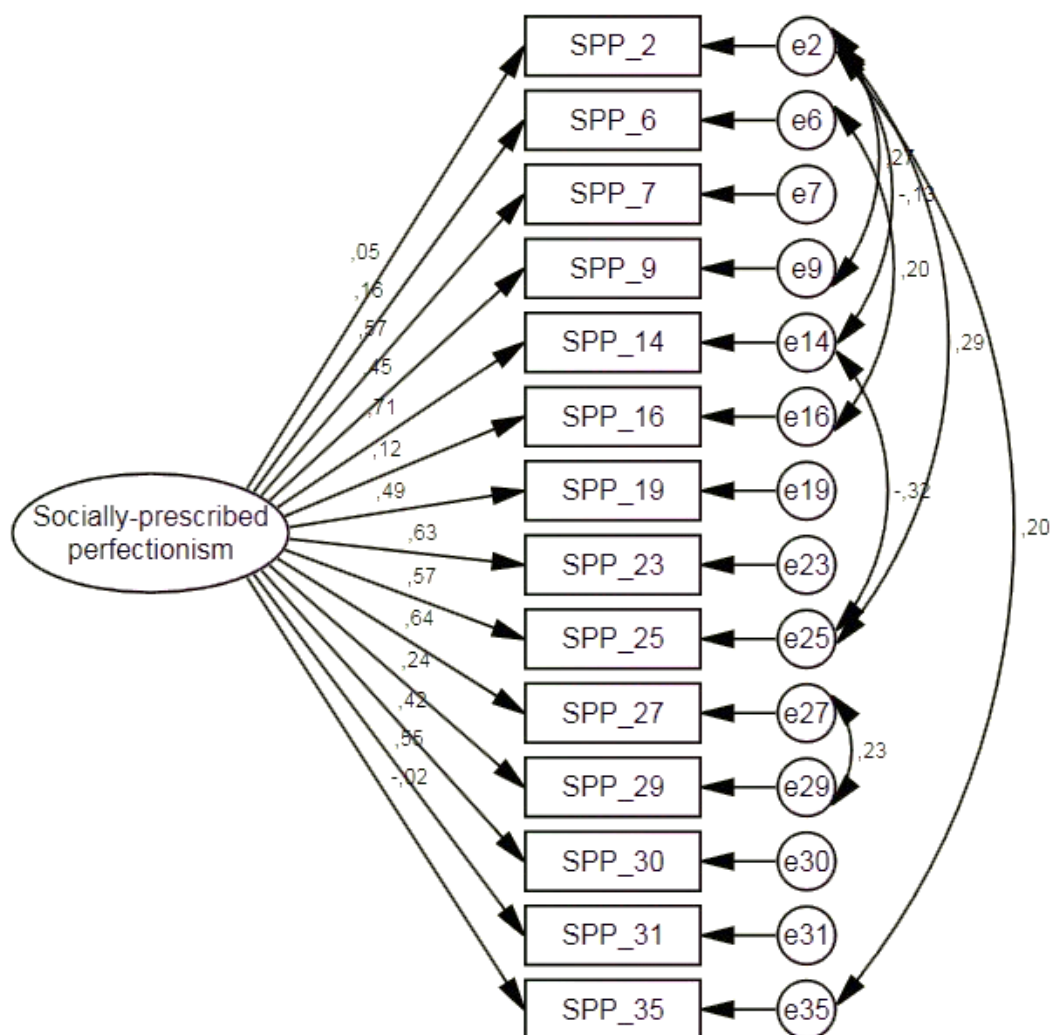 SPP_2 e2
SPP_6 e6
,27
SPP_7 e7 -,13
,05
SPP_9 e9 ,20
,16
,57
SPP_14 e14 ,29
,45
,71
SPP_16 e16
,12
,49 SPP_19 e19 -,32
Socially-prescribed
perfectionism
,63 ,20
SPP_23 e23
,57
,64 SPP_25 e25
,24
,42 SPP_27 e27
,23
,55
-,02 SPP_29 e29
SPP_30 e30
SPP_31 e31
SPP_35 e35